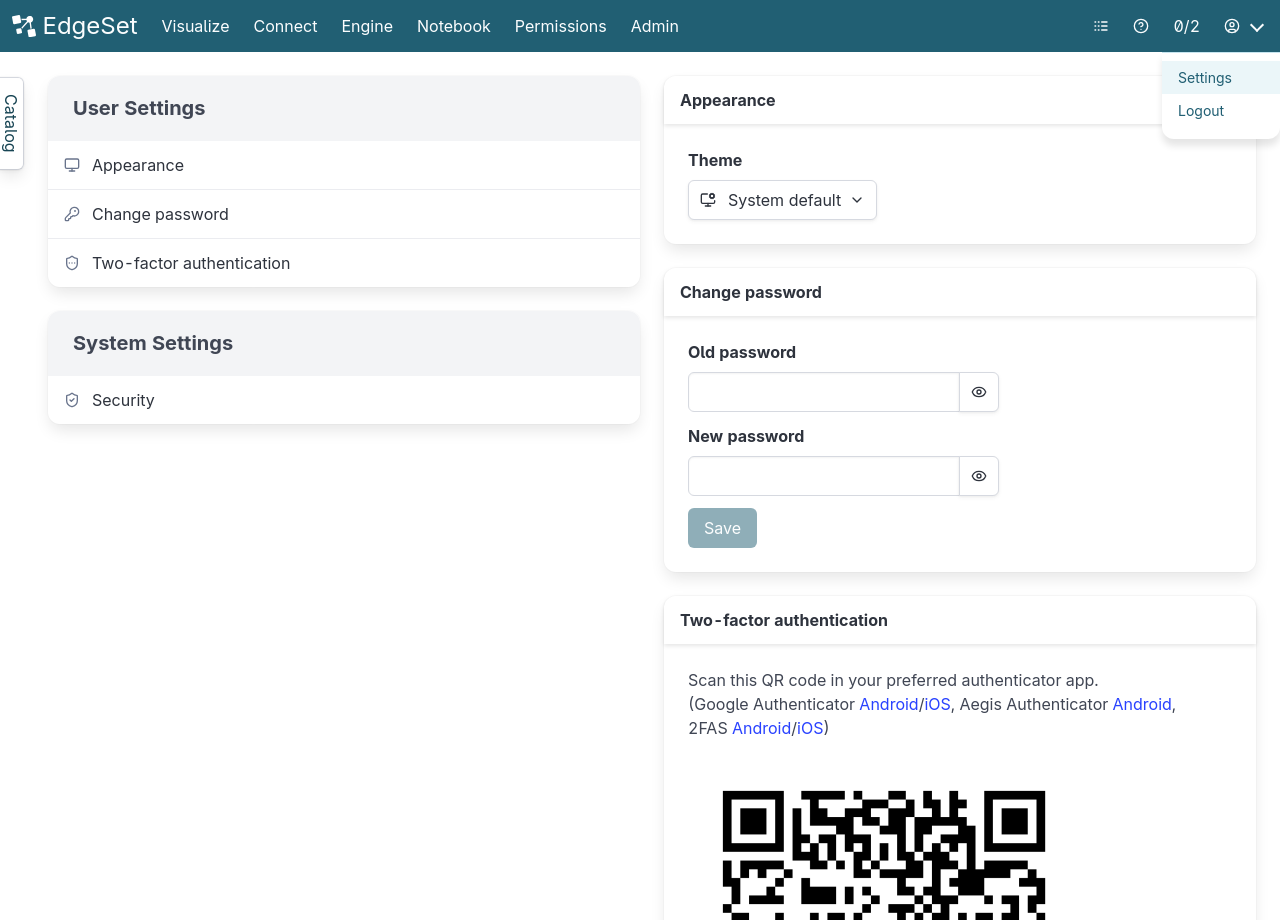 EdgeSet Visualize Connect Engine Notebook Permissions Admin 0/2
Settings
Logout
Catalog
User Settings
Appearance
Change password
Two-factor authentication
System Settings
Security
Appearance
Theme
System default
Change password
Old password
New password
Save
Two-factor authentication
Scan this QR code in your preferred authenticator app.
(Google Authenticator Android/iOS, Aegis Authenticator Android,
2FAS Android/iOS)